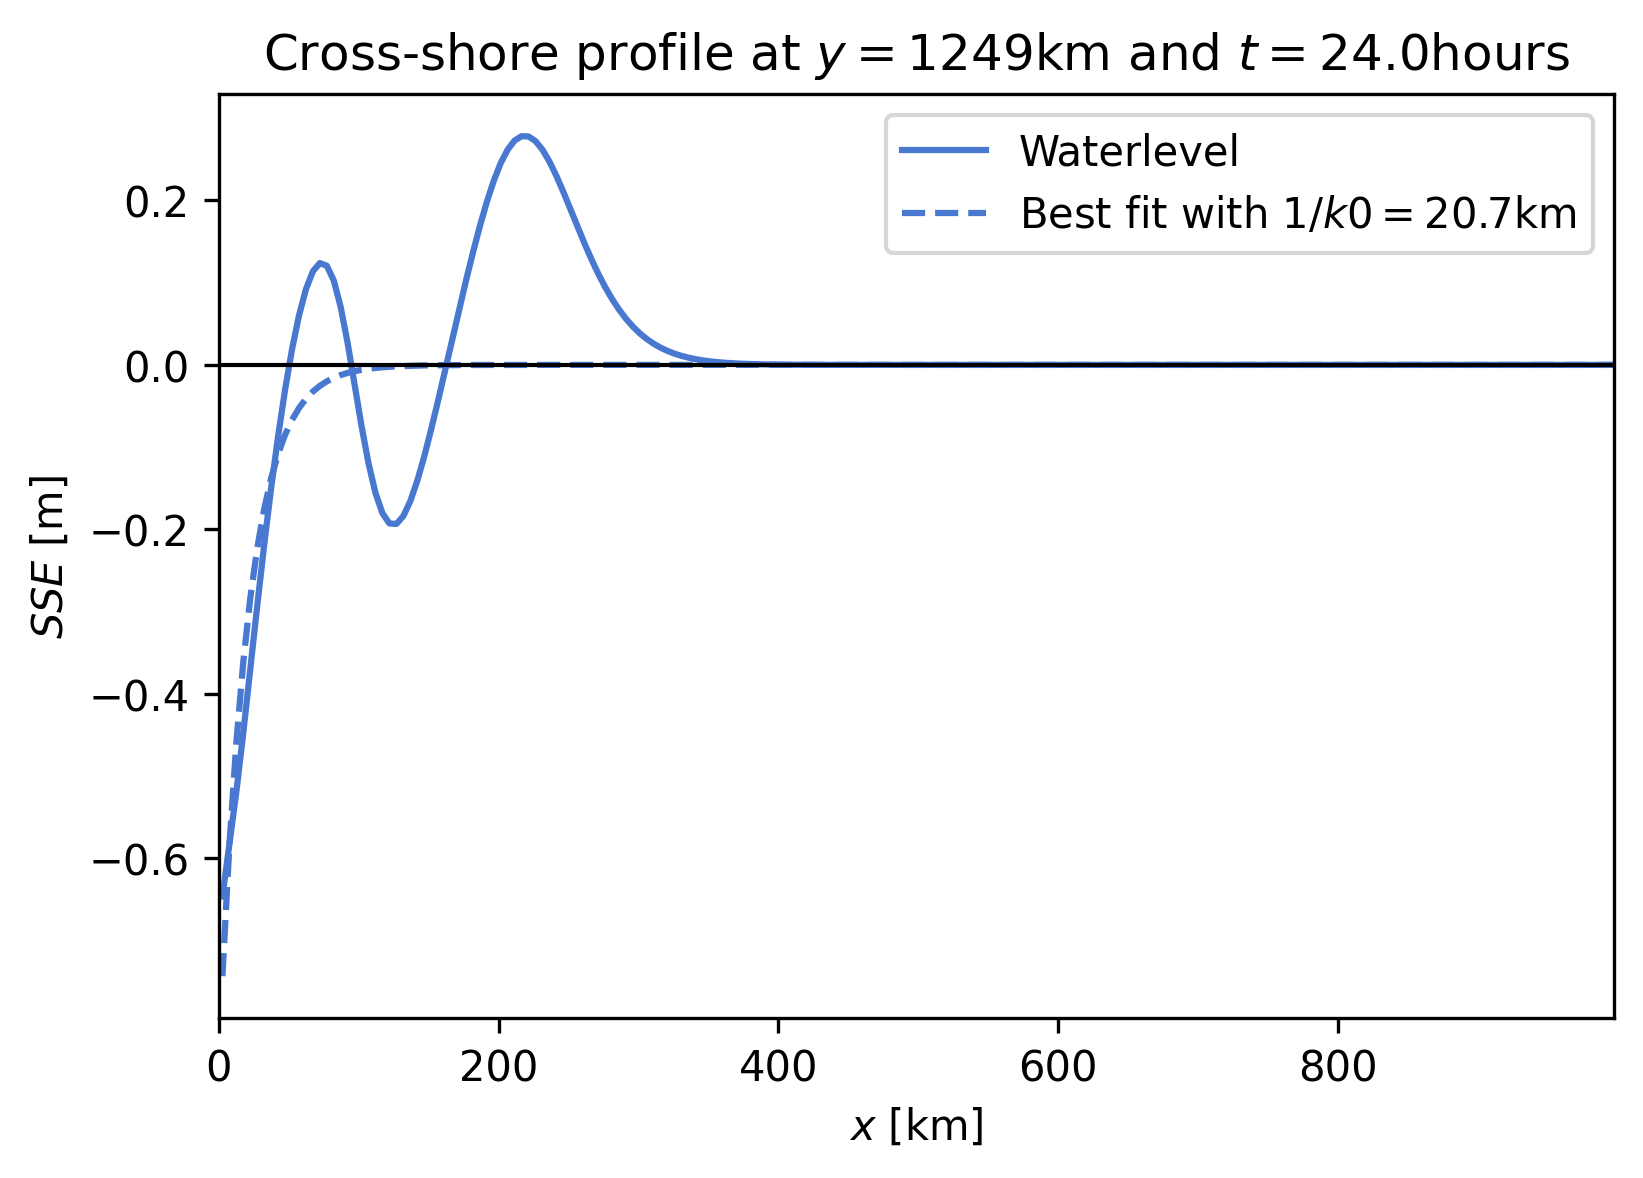 Cross-shore profile at y = 1249km and t = 24.0hours
Waterlevel
Best fit with 1/k0 = 20.7km
0.2
0.0
−0.2
−0.4
−0.6
SSE [m]
0 200 400 600 800
x [km]